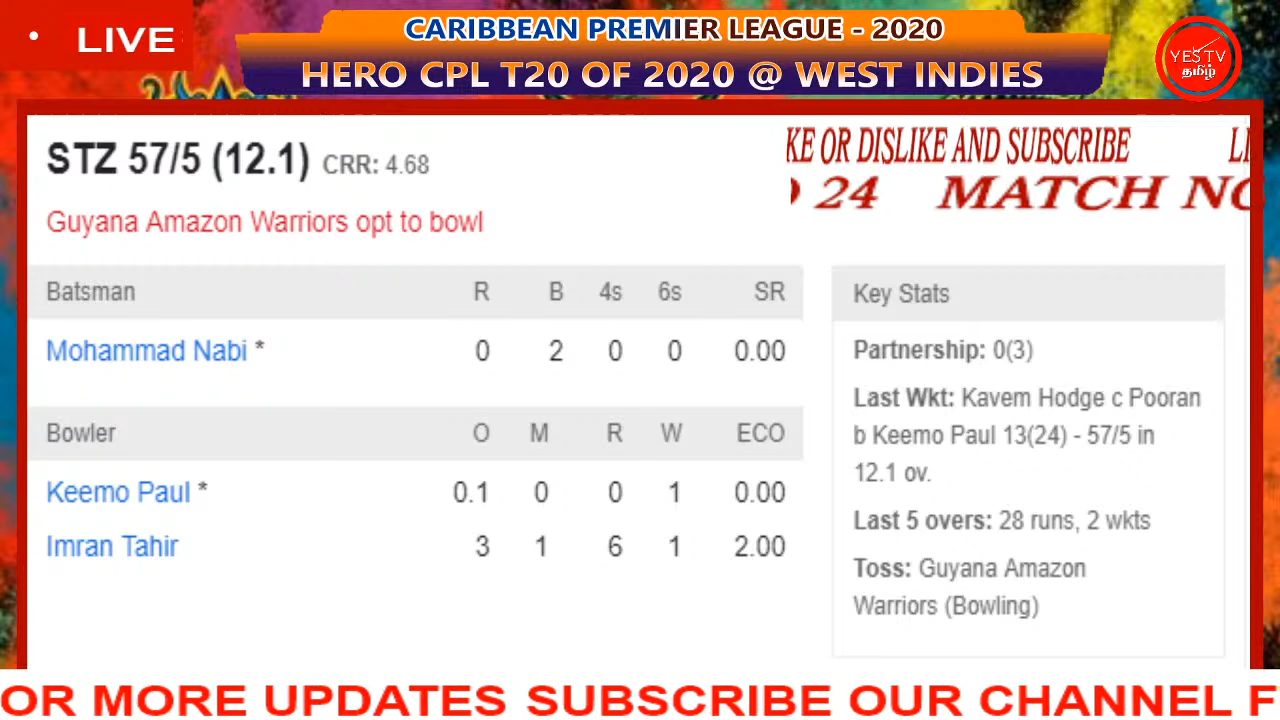 • LIVE
CARIBBEAN PREMIER LEAGUE - 2020
HERO CPL T20 OF 2020 @ WEST INDIES
YES TV
தமிழ்
STZ 57/5 (12.1) CRR: 4.68
KE OR DISLIKE AND SUBSCRIBE LI
24 MATCH NO
Guyana Amazon Warriors opt to bowl
Batsman R B 4s 6s SR
Mohammad Nabi * 0 2 0 0 0.00
Bowler O M R W ECO
Keemo Paul * 0.1 0 0 1 0.00
Imran Tahir 3 1 6 1 2.00
Key Stats
Partnership: 0(3)
Last Wkt: Kavem Hodge c Pooran
b Keemo Paul 13(24) - 57/5 in
12.1 ov.
Last 5 overs: 28 runs, 2 wkts
Toss: Guyana Amazon
Warriors (Bowling)
OR MORE UPDATES SUBSCRIBE OUR CHANNEL F